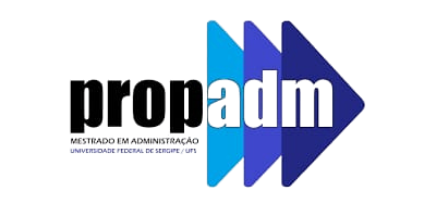 propadm
MESTRADO EM ADMINISTRAÇÃO
UNIVERSIDADE FEDERAL DE SERGIPE / UFS